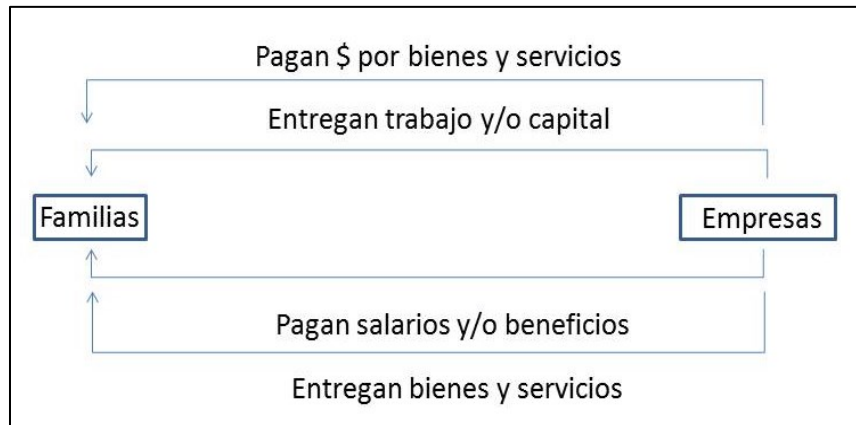 Pagan $ por bienes y servicios
Entregan trabajo y/o capital
Familias
Empresas
Pagan salarios y/o beneficios
Entregan bienes y servicios